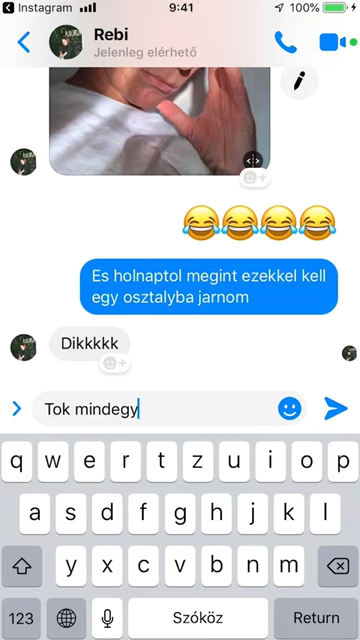 Instagram 9:41 100%
Rebi
Jelenleg elérhető
Es holnaptol megint ezekkel kell
egy osztalyba jarnom
Dikkkkk
Tok mindegy
q w e r t z u i o p
a s d f g h j k l
y x c v b n m
123 Szóköz Return